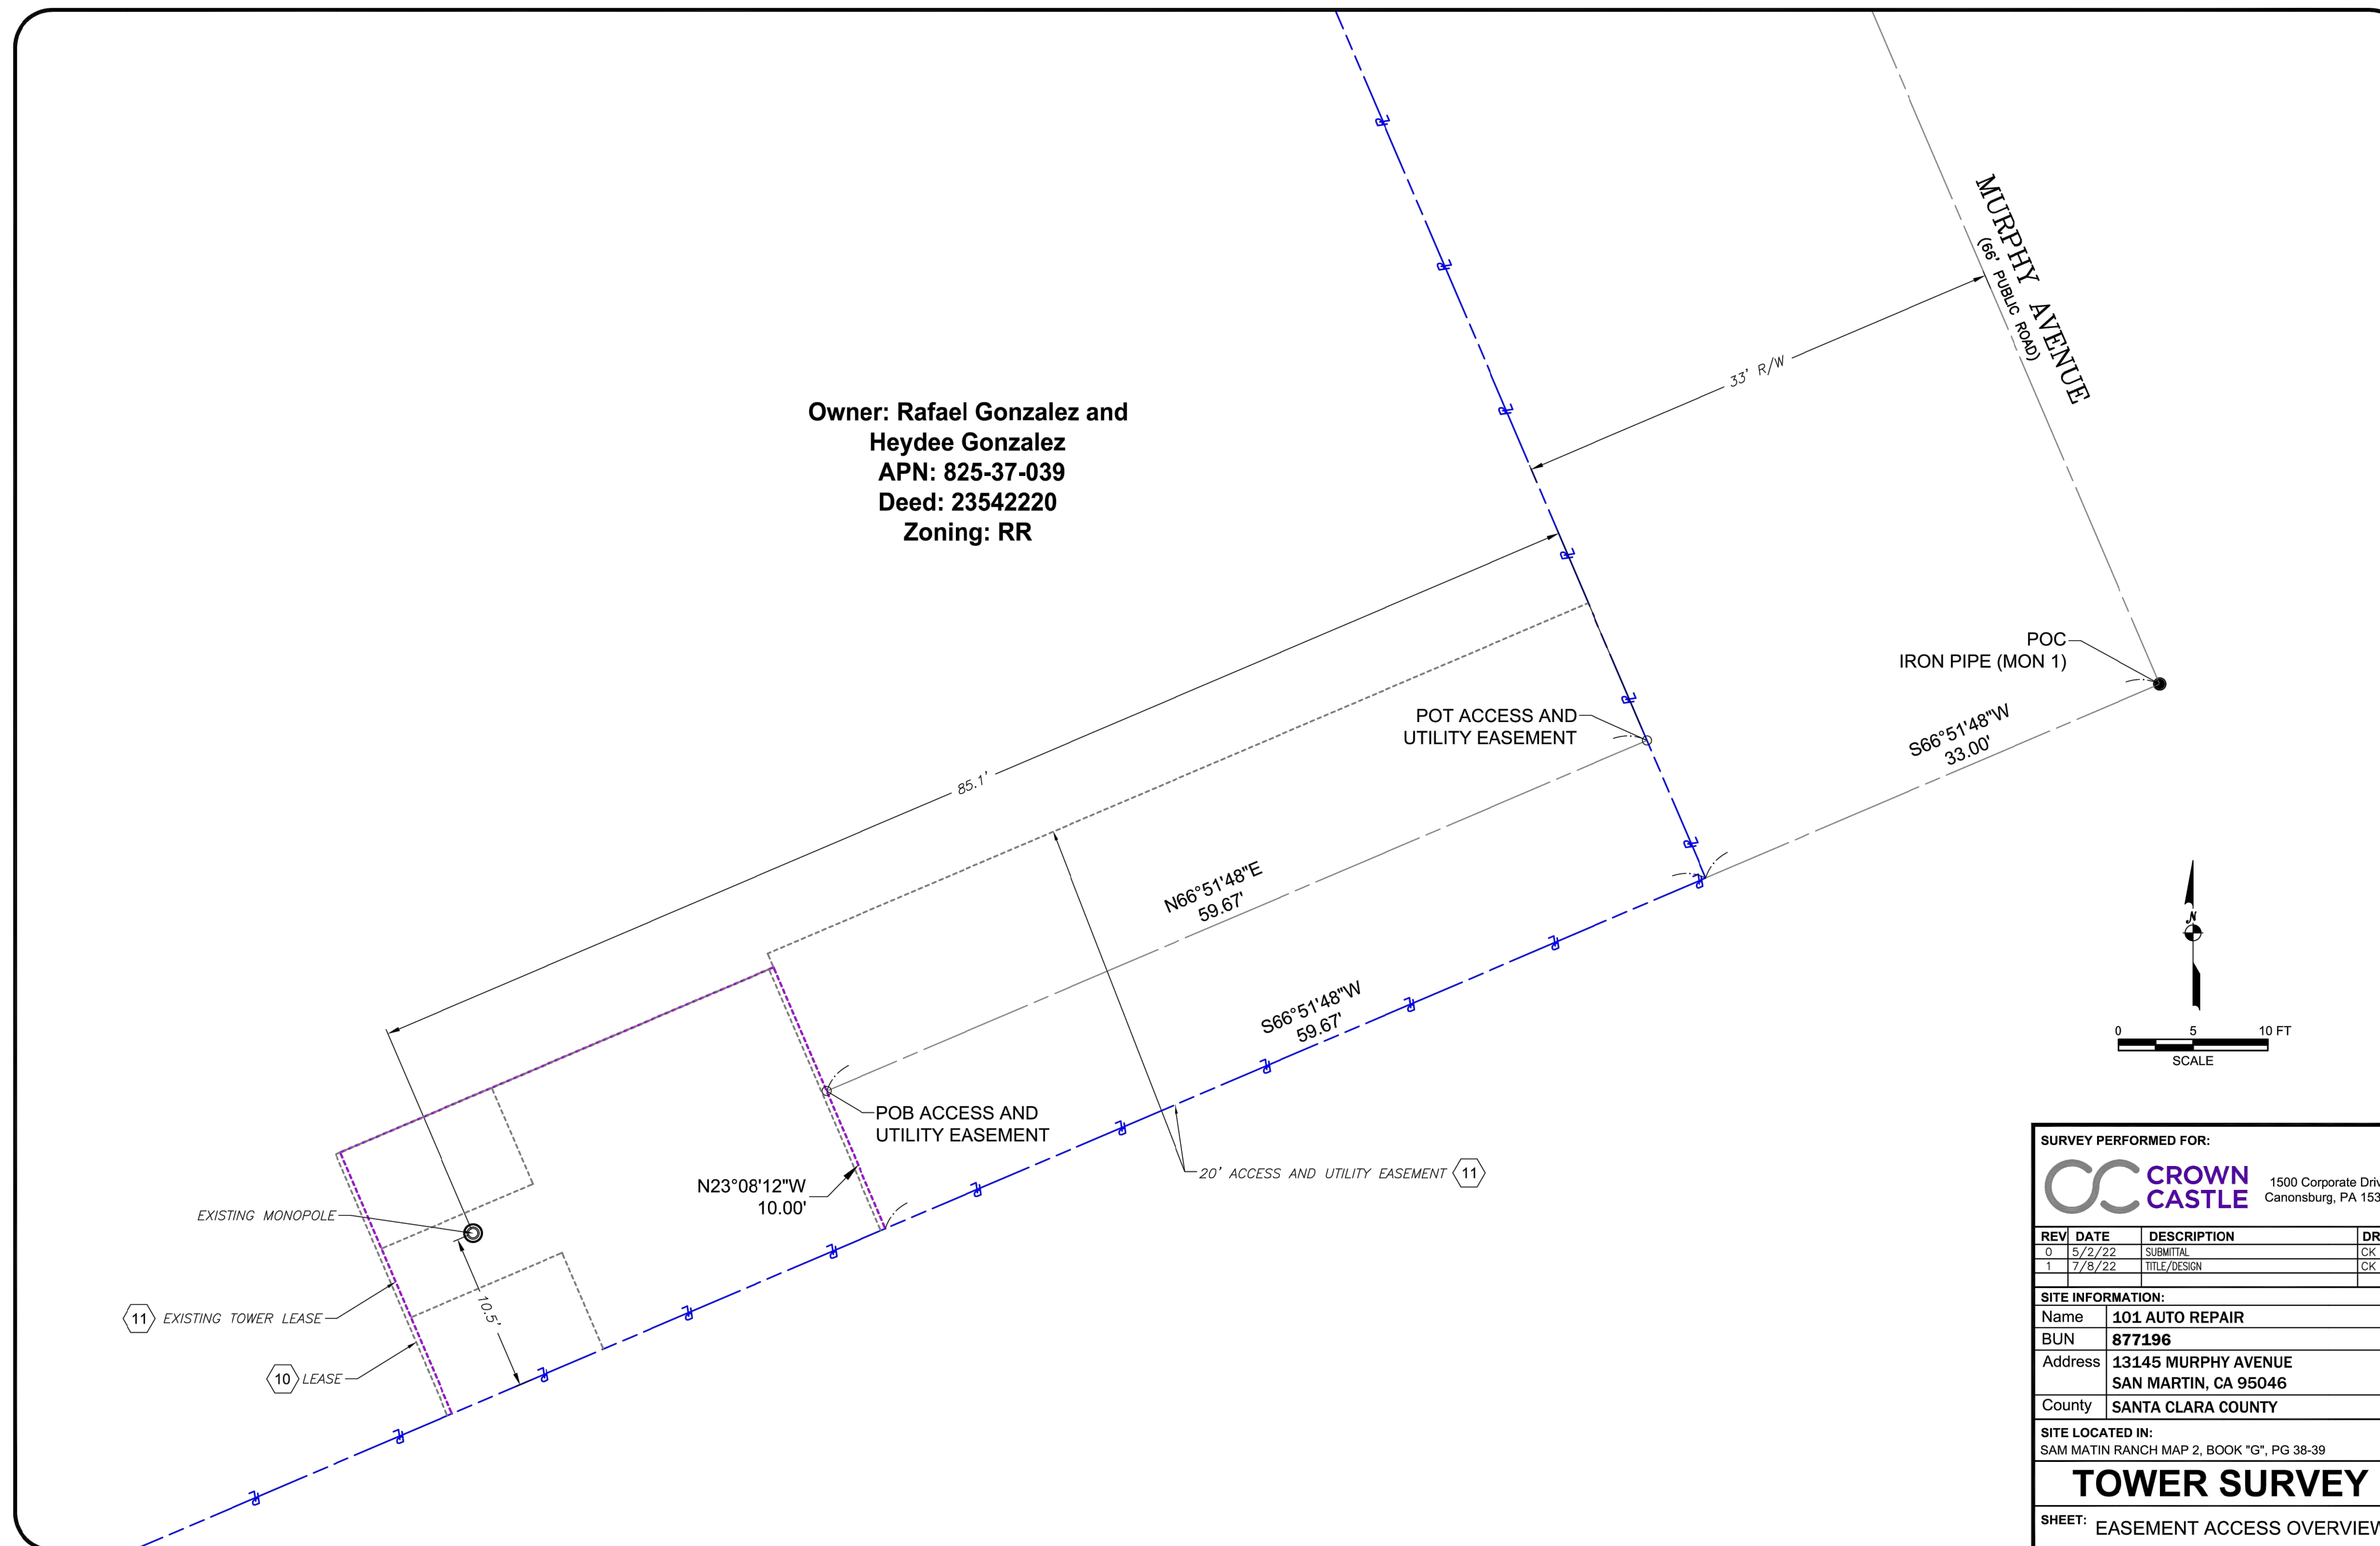 MURPHY AVENUE
(66' PUBLIC ROAD)
33' R/W
Owner: Rafael Gonzalez and
Heydee Gonzalez
APN: 825-37-039
Deed: 23542220
Zoning: RR
POC
IRON PIPE (MON 1)
POT ACCESS AND
UTILITY EASEMENT
S66°51'48"W
33.00'
85.1'
N66°51'48"E
59.67'
S66°51'48"W
59.67'
N
0 5 10 FT
SCALE
POB ACCESS AND
UTILITY EASEMENT
20' ACCESS AND UTILITY EASEMENT 11
N23°08'12"W
10.00'
EXISTING MONOPOLE
10.5'
11 EXISTING TOWER LEASE
10 LEASE
SURVEY PERFORMED FOR:
CROWN
CASTLE
1500 Corporate Driv
Canonsburg, PA 153
REV DATE DESCRIPTION DR
0 5/2/22 SUBMITTAL CK
1 7/8/22 TITLE/DESIGN CK
SITE INFORMATION:
Name 101 AUTO REPAIR
BUN 877196
Address 13145 MURPHY AVENUE
SAN MARTIN, CA 95046
County SANTA CLARA COUNTY
SITE LOCATED IN:
SAM MATIN RANCH MAP 2, BOOK "G", PG 38-39
TOWER SURVEY
SHEET: EASEMENT ACCESS OVERVIEW